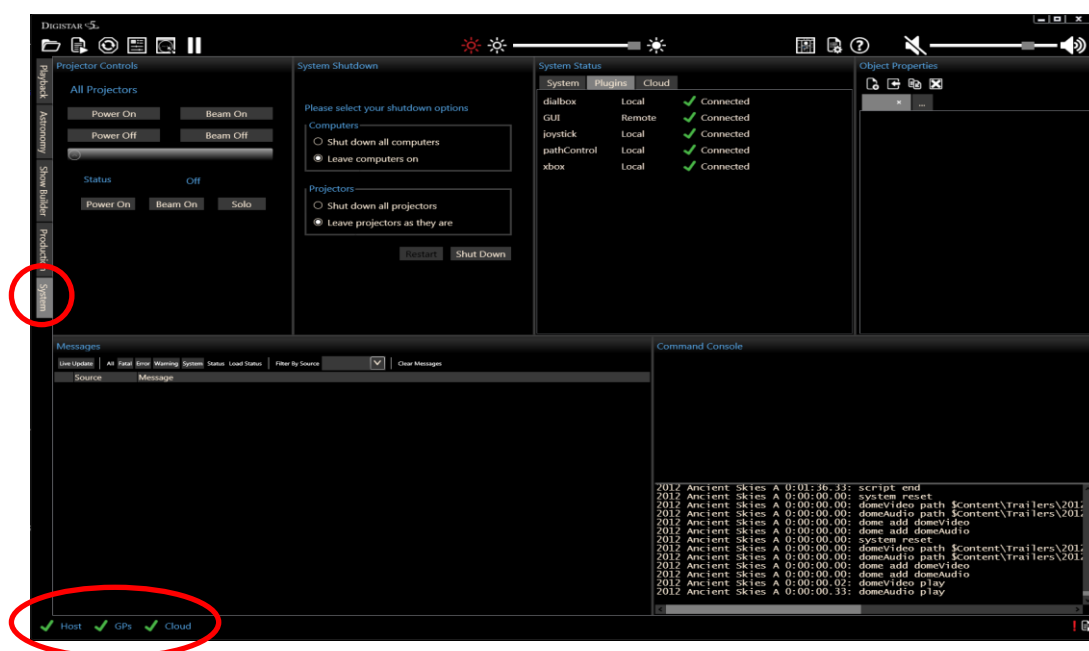 DIGISTAR 5
Projector Controls
All Projectors
Power On Beam On
Power Off Beam Off
Status Off
Power On Beam On Solo
System Shutdown
Please select your shutdown options
Computers
Shut down all computers
Leave computers on
Projectors
Shut down all projectors
Leave projectors as they are
Restart Shut Down
System Status
System Plugins Cloud
dialbox Local Connected
GUI Remote Connected
joystick Local Connected
pathControl Local Connected
xbox Local Connected
Object Properties
...
Playback
Astronomy
Show Builder
Production
System
Messages
Live Update All Fatal Error Warning System Status Load Status Filter By Source Clear Messages
Source Message
Command Console
2012 Ancient Skies A 0:01:36.33: script end
2012 Ancient Skies A 0:00:00.00: system reset
2012 Ancient Skies A 0:00:00.00: domeVideo path $Content\Trailers\2012
2012 Ancient Skies A 0:00:00.00: domeAudio path $Content\Trailers\2012
2012 Ancient Skies A 0:00:00.00: dome add domeVideo
2012 Ancient Skies A 0:00:00.00: dome add domeAudio
2012 Ancient Skies A 0:00:00.00: system reset
2012 Ancient Skies A 0:00:00.00: domeVideo path $Content\Trailers\2012
2012 Ancient Skies A 0:00:00.00: domeAudio path $Content\Trailers\2012
2012 Ancient Skies A 0:00:00.00: dome add domeVideo
2012 Ancient Skies A 0:00:00.00: dome add domeAudio
2012 Ancient Skies A 0:00:00.02: domeVideo play
2012 Ancient Skies A 0:00:00.33: domeAudio play
Host GPs Cloud